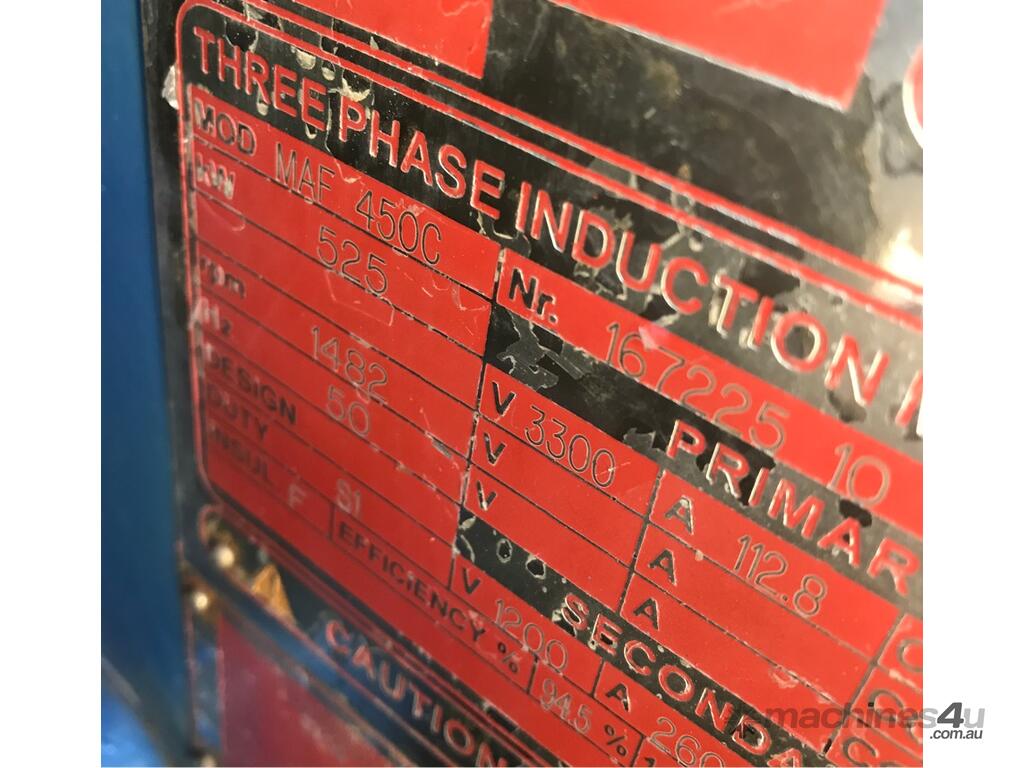 THREE PHASE INDUCTION
MOD MAF 450C Nr. 167225 10
KW 525 PRIMAR
rpm 1482 V 3300 A 112.8
Hz 50 V A
DESIGN V A
DUTY S1 SECONDA
INSUL F EFFICIENCY % 94.5 %
V 1200 A 260
CAUTION
machines4u
.com.au